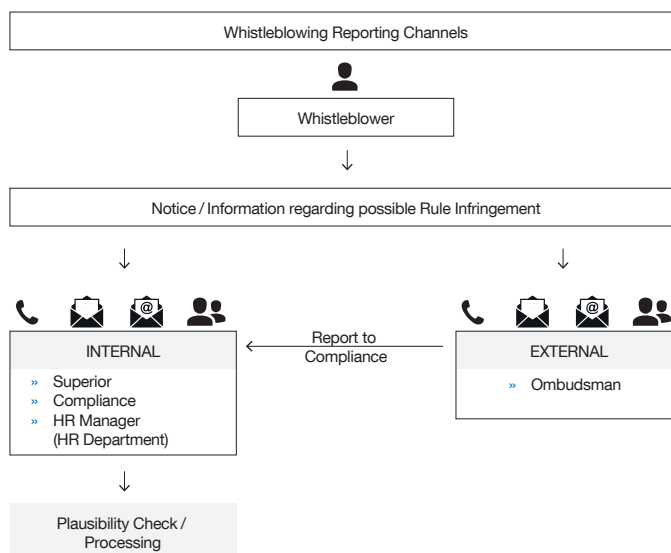 Whistleblowing Reporting Channels
Whistleblower
Notice / Information regarding possible Rule Infringement
@
@
INTERNAL
» Superior
» Compliance
» HR Manager
(HR Department)
Report to
Compliance
EXTERNAL
» Ombudsman
Plausibility Check /
Processing